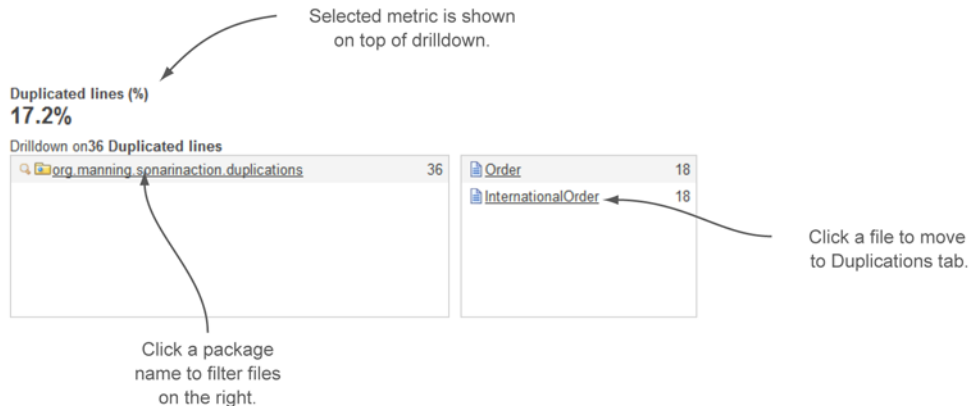 Selected metric is shown
on top of drilldown.
Duplicated lines (%)
17.2%
Drilldown on36 Duplicated lines
org.manning.sonarinaction.duplications 36
Order 18
InternationalOrder 18
Click a file to move
to Duplications tab.
Click a package
name to filter files
on the right.